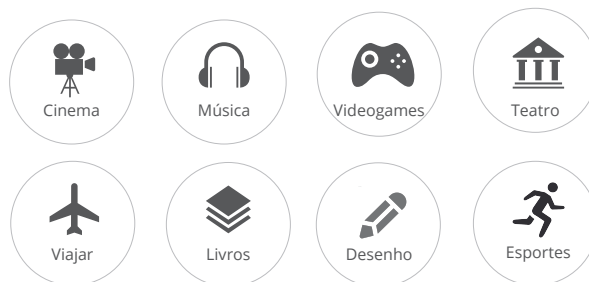 Cinema
Música
Videogames
Teatro
Viajar
Livros
Desenho
Esportes